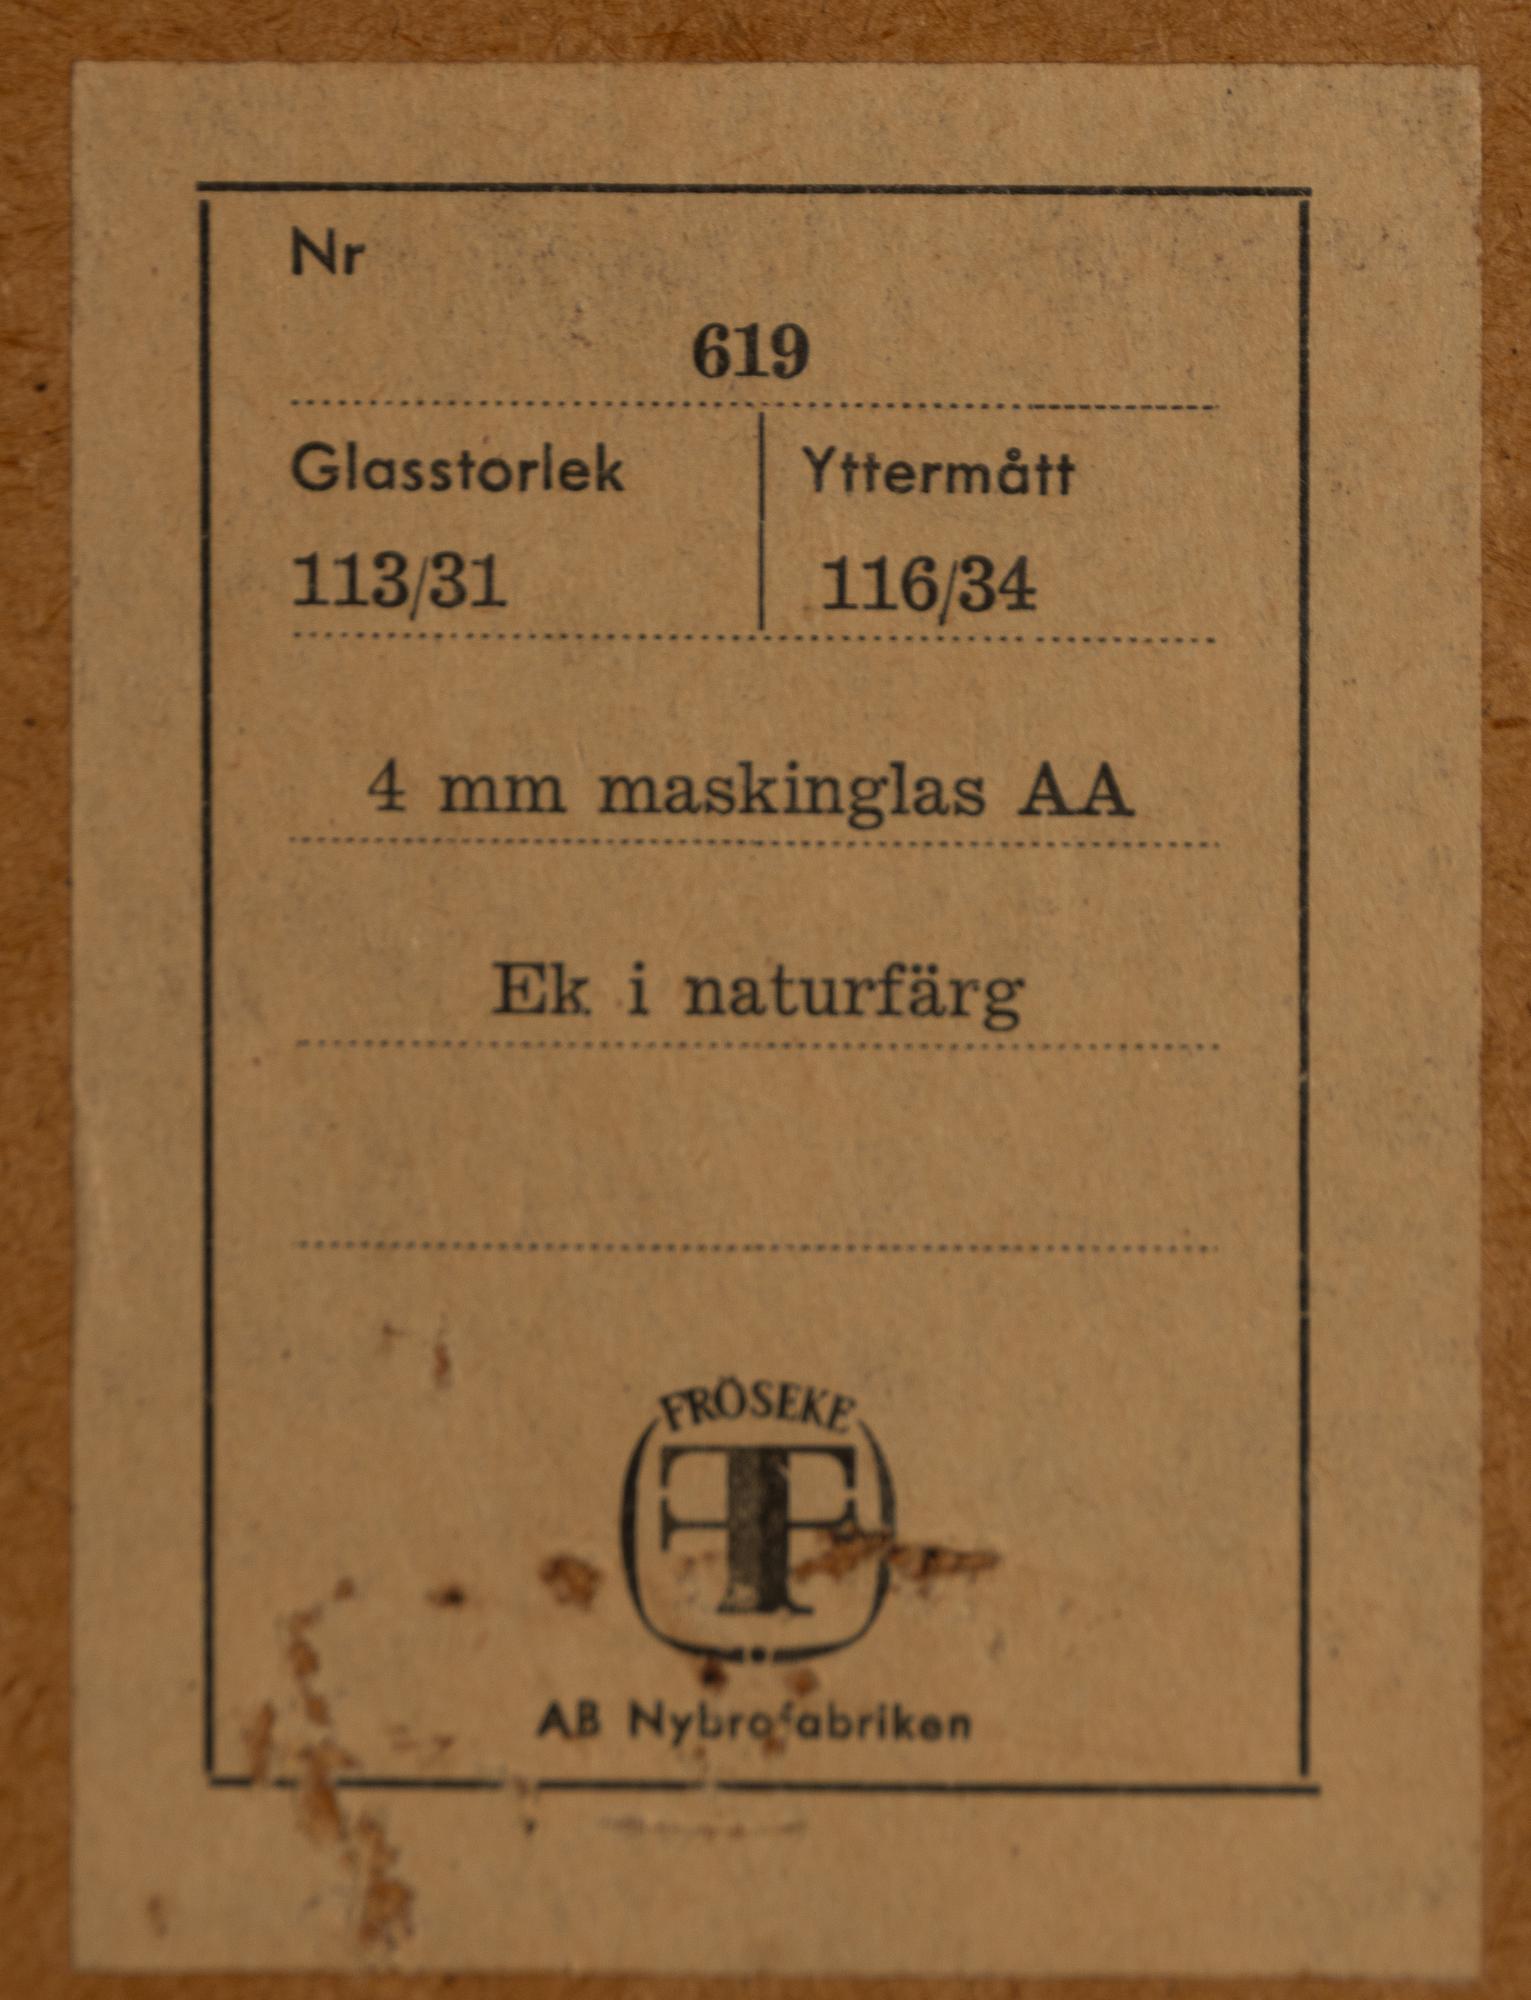 Nr
619
Glasstorlek
Yttermått
113/31
116/34
4 mm maskinglas AA
Ek i naturfärg
FRÖSEKE
F
AB Nybrofabriken